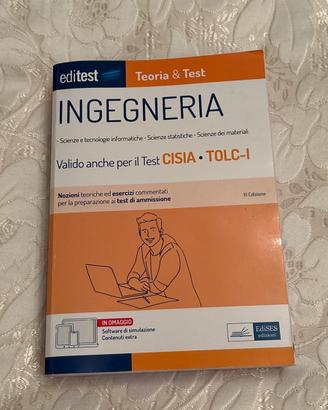 editest
Teoria & Test
INGEGNERIA
• Scienze e tecnologie informatiche • Scienze statistiche • Scienze dei materiali
Valido anche per il Test CISIA • TOLC-I
Nozioni teoriche ed esercizi commentati
per la preparazione ai test di ammissione
III Edizione
IN OMAGGIO
Software di simulazione
Contenuti extra
EdiSES
edizioni